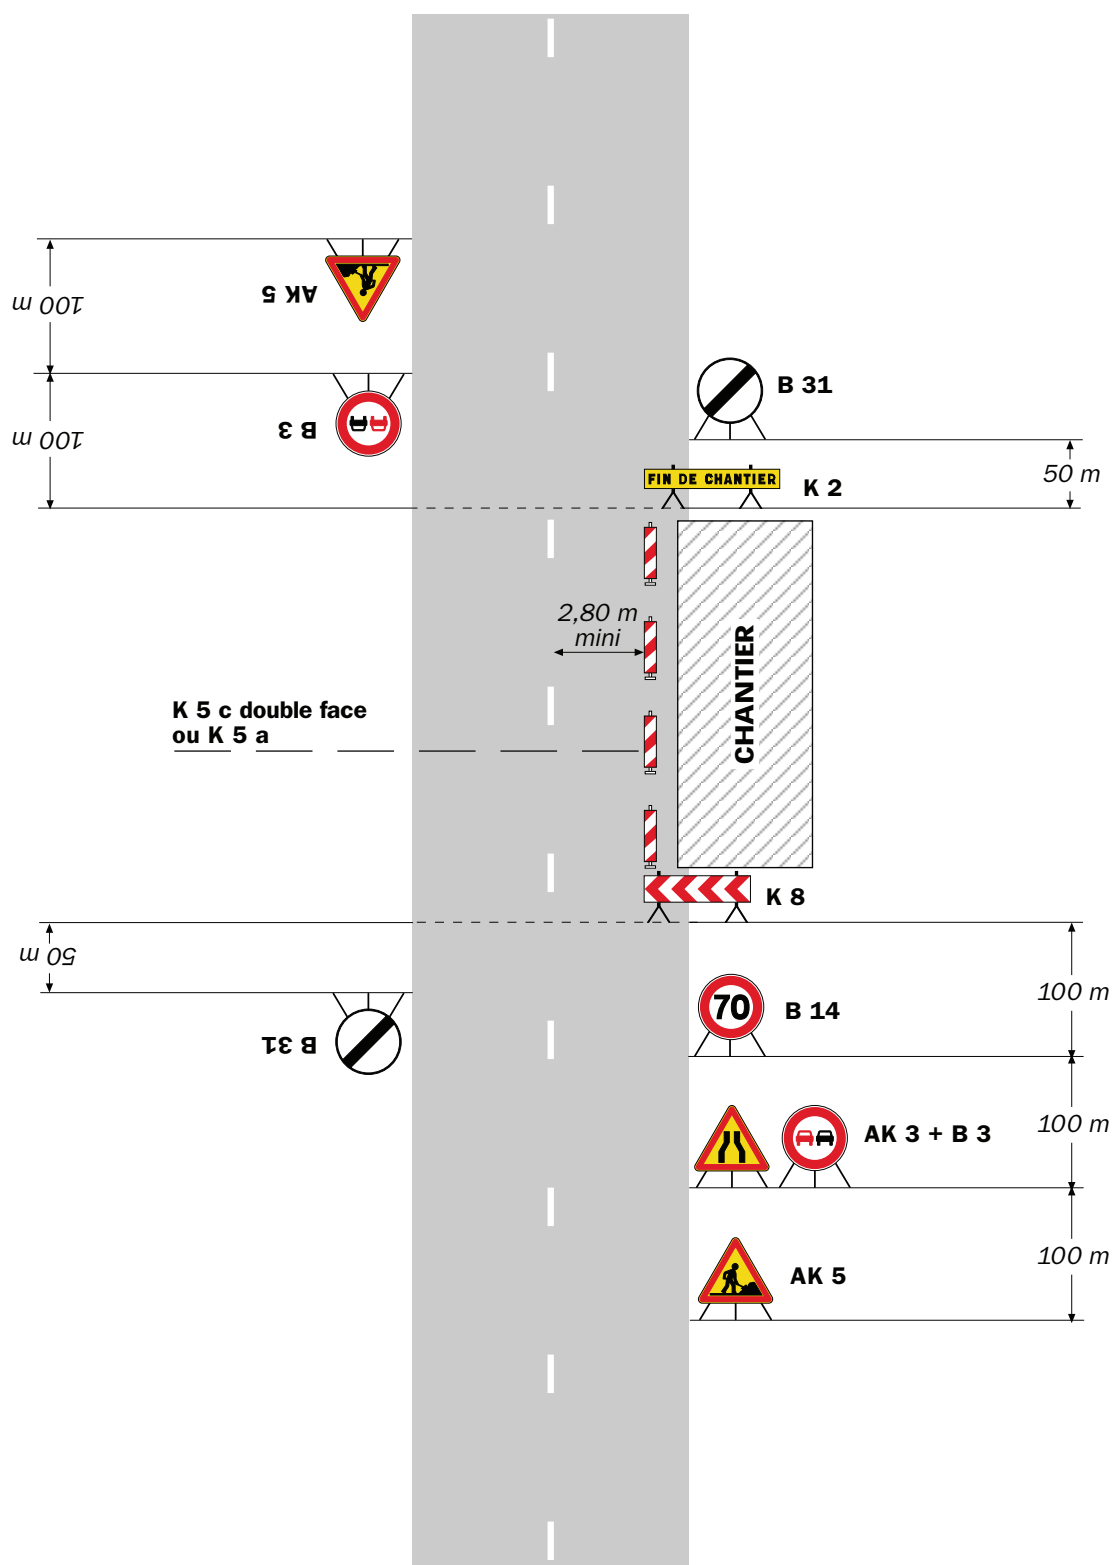 AK 5
100 m
B 3
100 m
B 31
50 m
FIN DE CHANTIER
K 2
2,80 m
mini
CHANTIER
K 5 c double face
ou K 5 a
K 8
50 m
B 31
70
B 14
100 m
AK 3 + B 3
100 m
AK 5
100 m